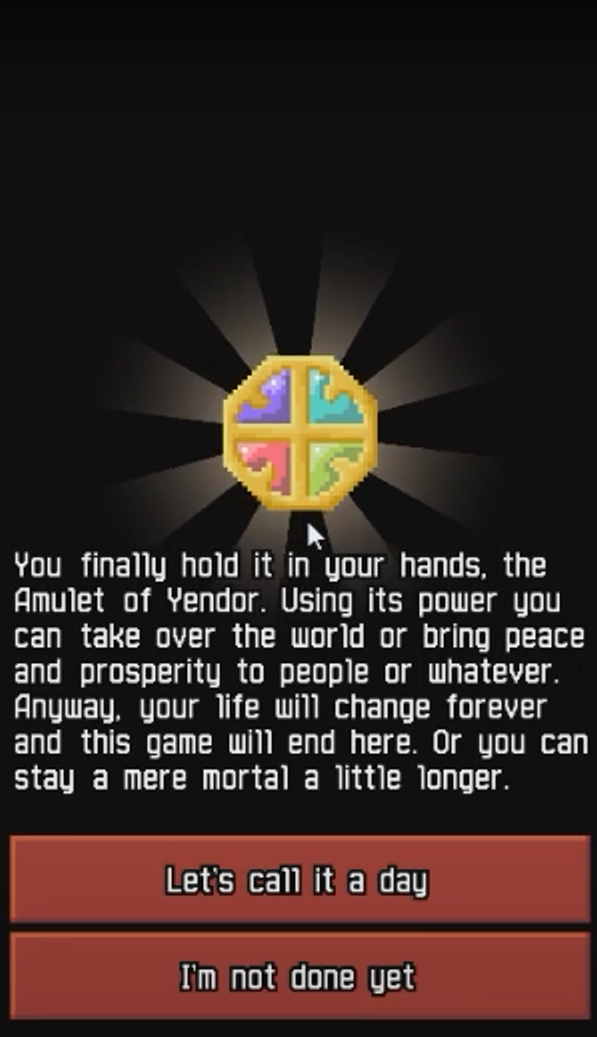 You finally hold it in your hands, the
Amulet of Yendor. Using its power you
can take over the world or bring peace
and prosperity to people or whatever.
Anyway, your life will change forever
and this game will end here. Or you can
stay a mere mortal a little longer.
Let's call it a day
I'm not done yet